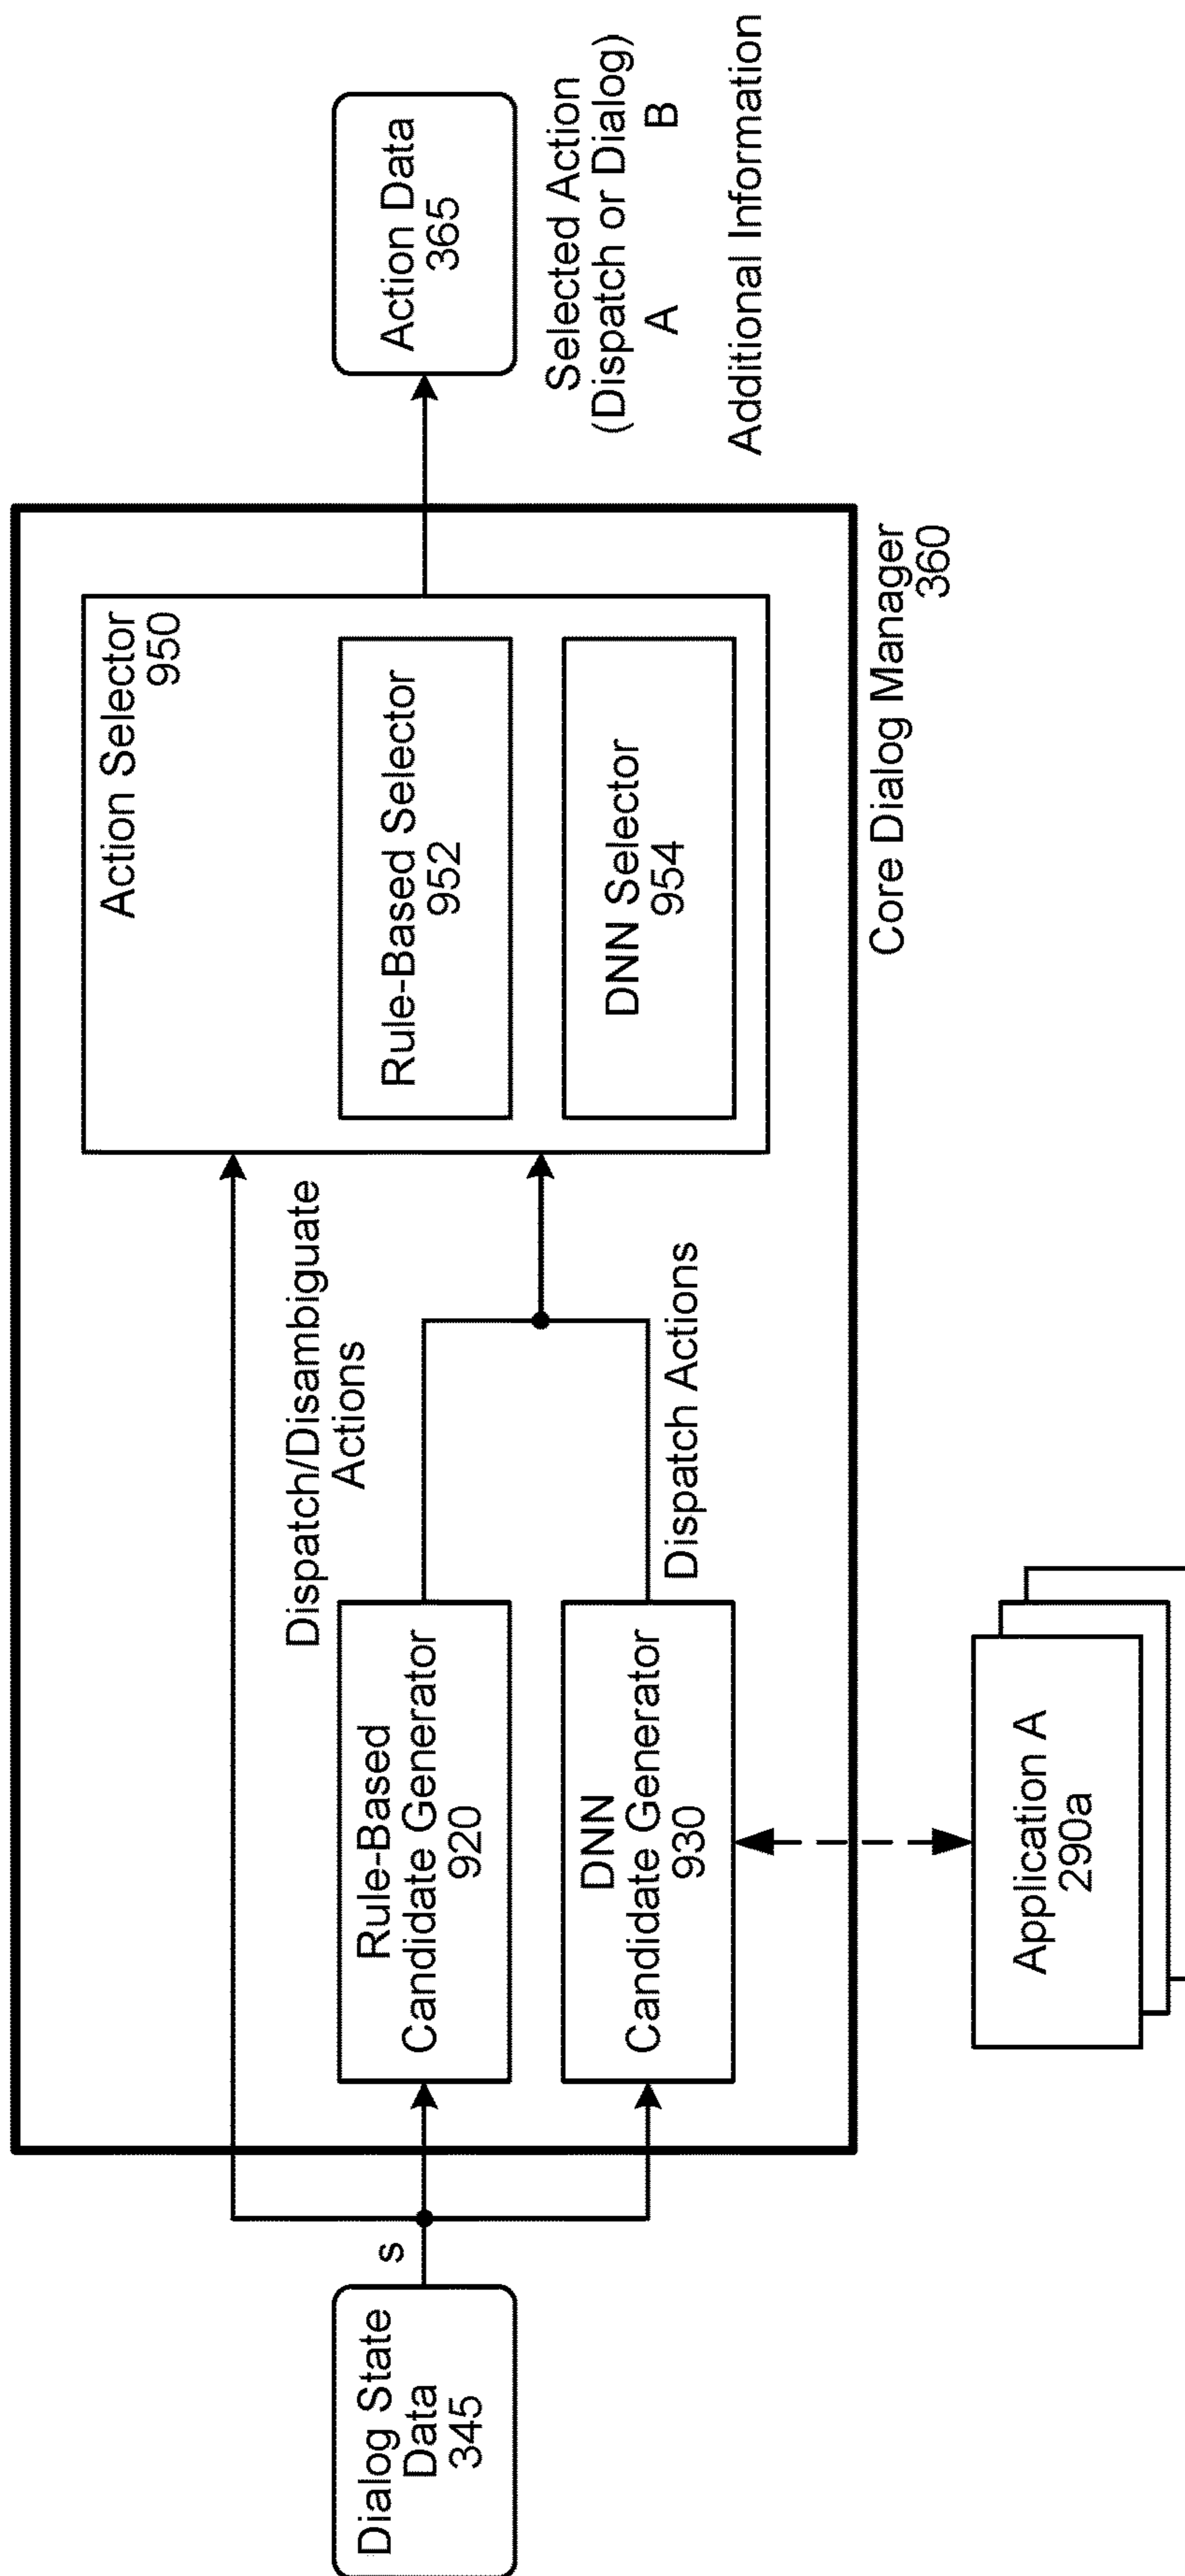 Dialog State
Data
345
s
Rule-Based
Candidate Generator
920
DNN
Candidate Generator
930
Application A
290a
Dispatch/Disambiguate
Actions
Dispatch Actions
Action Selector
950
Rule-Based Selector
952
DNN Selector
954
Core Dialog Manager
360
Action Data
365
Selected Action
(Dispatch or Dialog)
A B
Additional Information